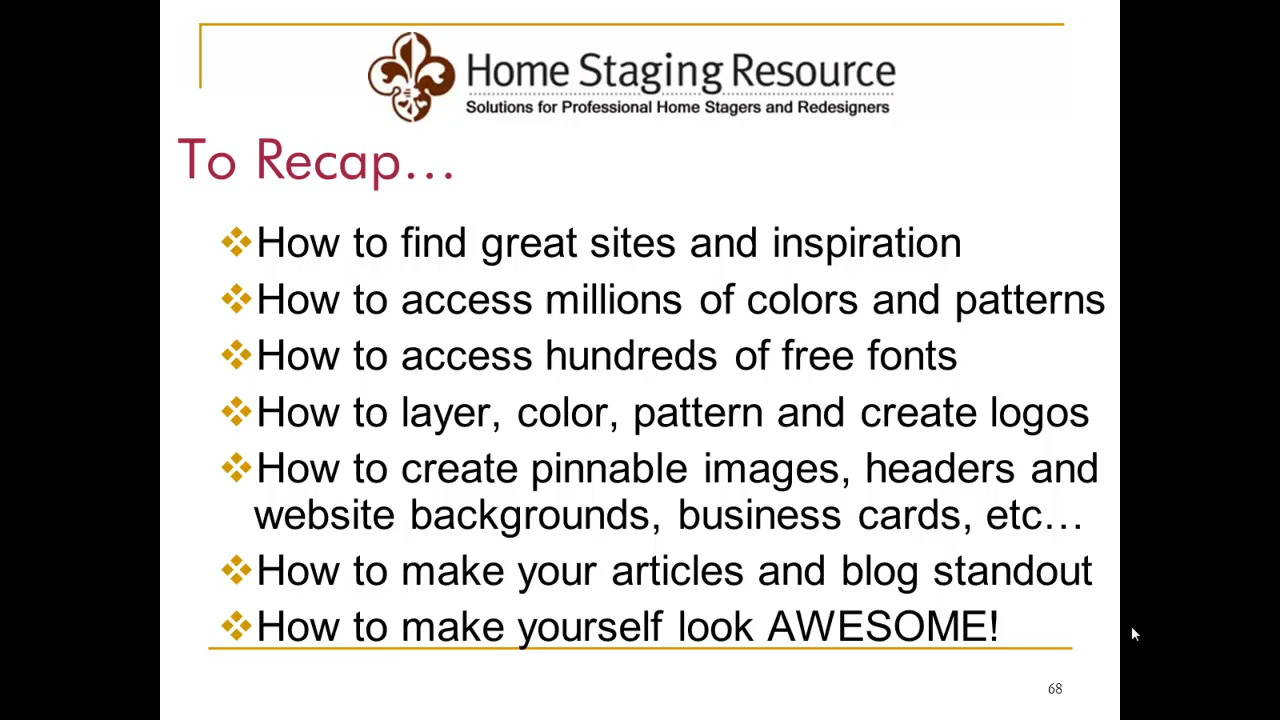 Home Staging Resource
Solutions for Professional Home Stagers and Redesigners
To Recap…
How to find great sites and inspiration
How to access millions of colors and patterns
How to access hundreds of free fonts
How to layer, color, pattern and create logos
How to create pinnable images, headers and
website backgrounds, business cards, etc…
How to make your articles and blog standout
How to make yourself look AWESOME!
68